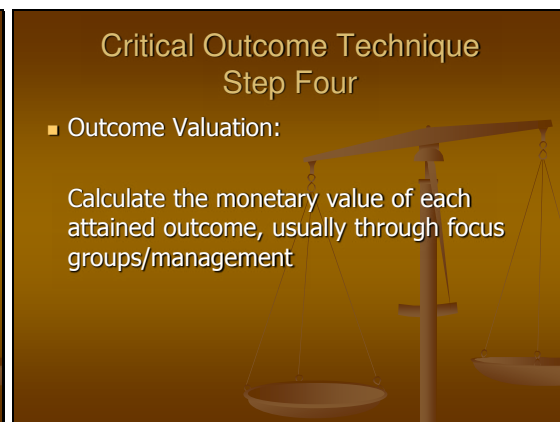 Critical Outcome Technique
Step Four
Outcome Valuation:
Calculate the monetary value of each
attained outcome, usually through focus
groups/management